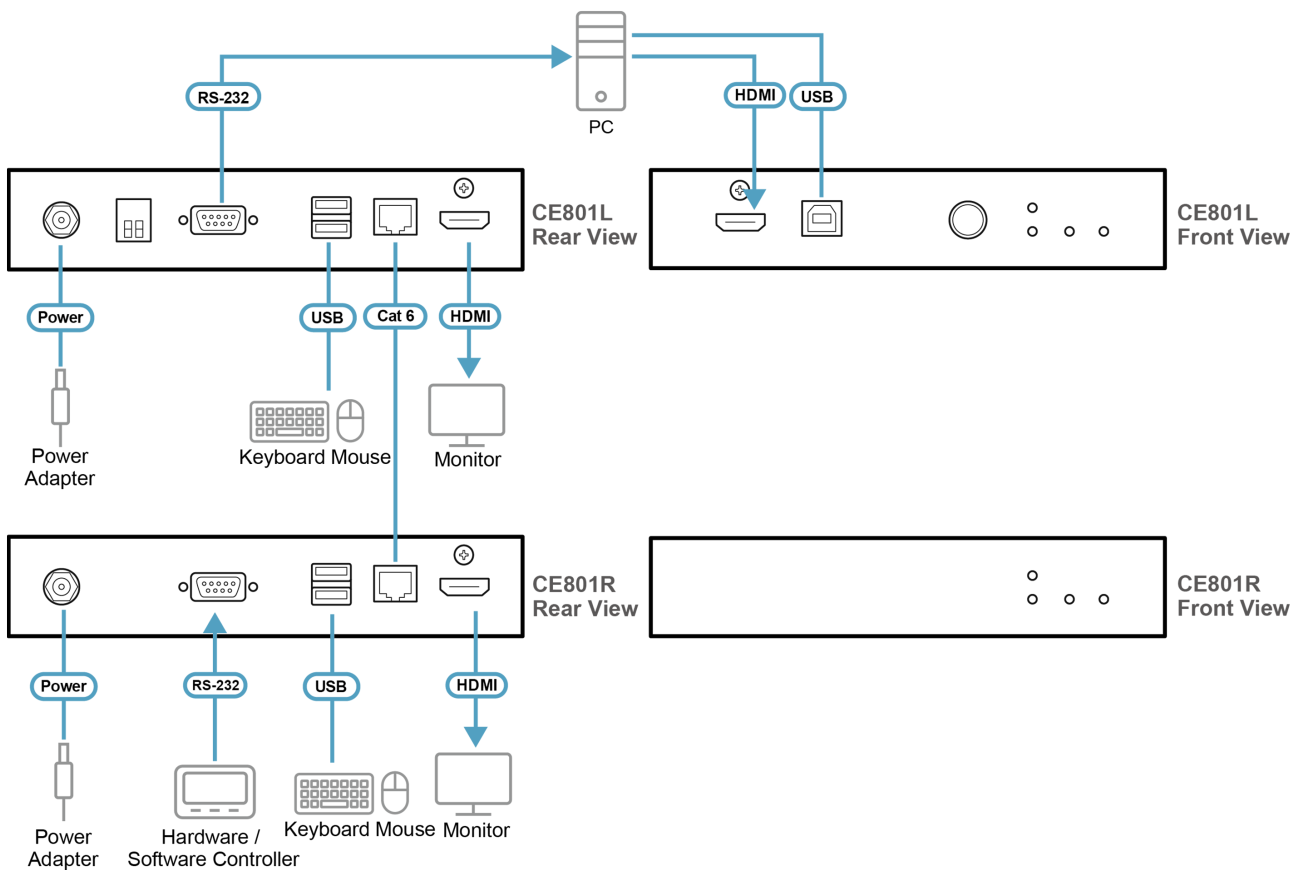 PC
RS-232
HDMI
USB
CE801L
Rear View
CE801L
Front View
Power
USB
Cat 6
HDMI
Power
Adapter
Keyboard Mouse
Monitor
CE801R
Rear View
CE801R
Front View
Power
RS-232
USB
HDMI
Power
Adapter
Hardware /
Software Controller
Keyboard Mouse
Monitor